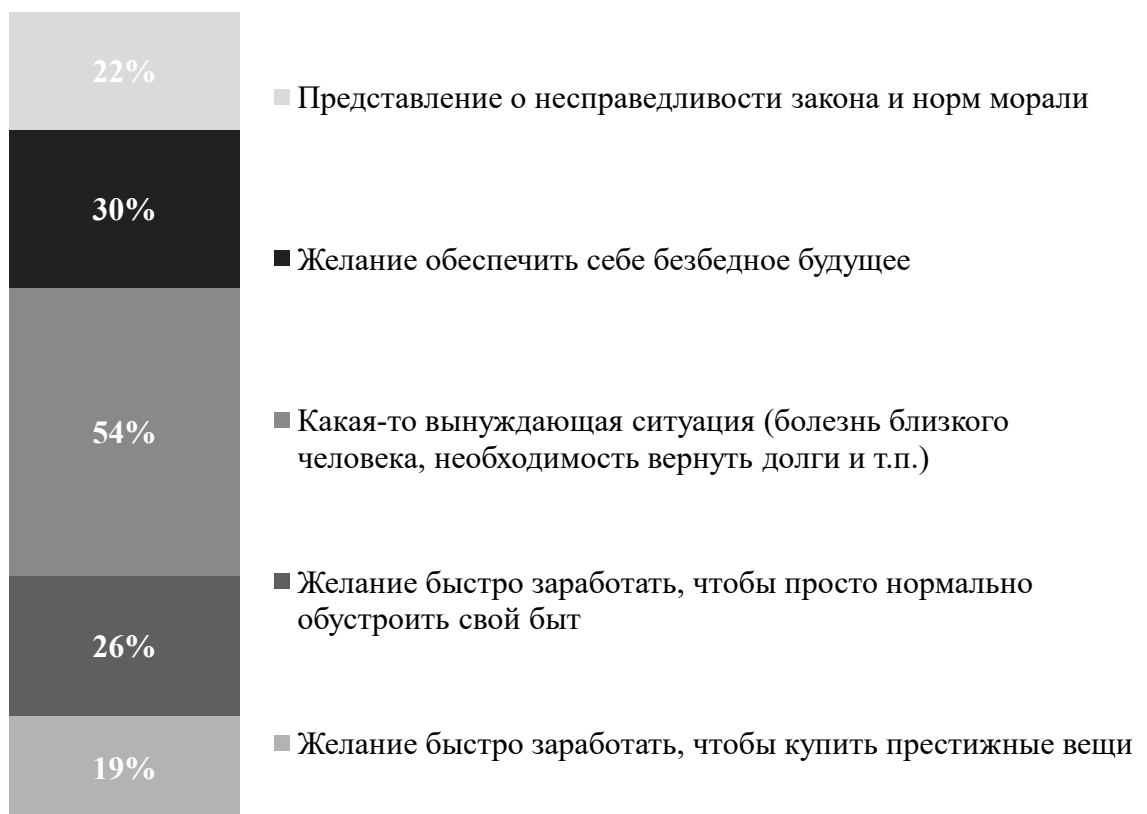 22%
Представление о несправедливости закона и норм морали
30%
Желание обеспечить себе безбедное будущее
54%
Какая-то вынуждающая ситуация (болезнь близкого
человека, необходимость вернуть долги и т.п.)
26%
Желание быстро заработать, чтобы просто нормально
обустроить свой быт
19%
Желание быстро заработать, чтобы купить престижные вещи